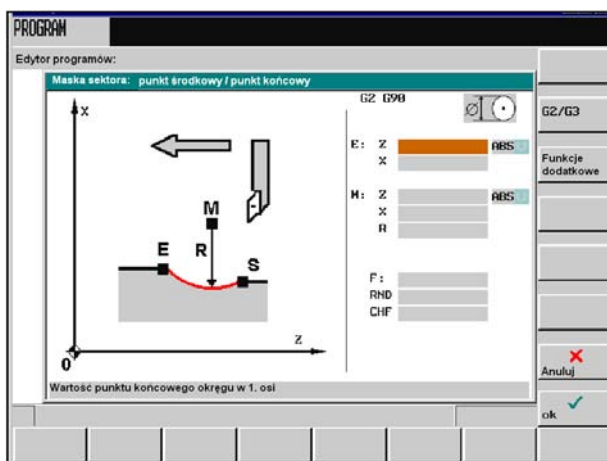 PROGRAM
Edytor programów:
Maska sektora: punkt środkowy / punkt końcowy
X
M
E
R
S
Z
0
G2 G90
E: Z ABS
X
M: Z ABS
X
R
F:
RND
CHF
Wartość punktu końcowego okręgu w 1. osi
G2/G3
Funkcje
dodatkowe
Anuluj
ok